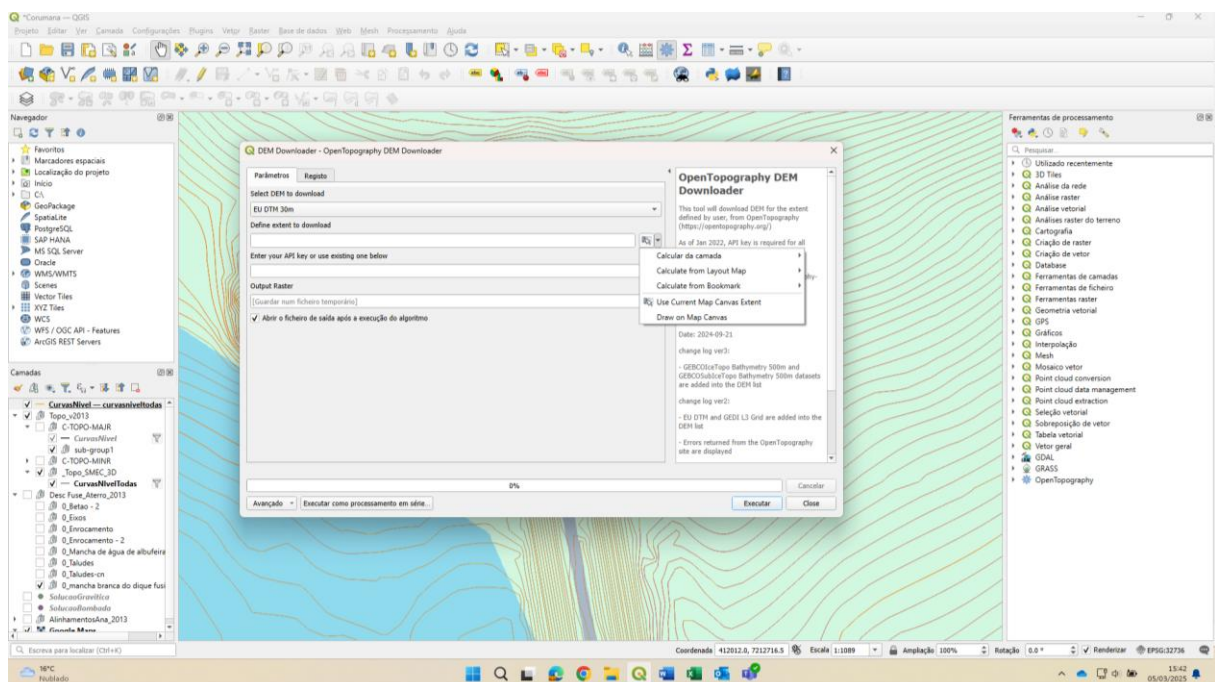 *Corumana — QGIS
Projeto Editar Ver Camada Configurações Plugins Vetor Raster Base de dados Web Mesh Processamento Ajuda
Navegador
Favoritos
Marcadores espaciais
Localização do projeto
Início
C:\
GeoPackage
SpatiaLite
PostgreSQL
SAP HANA
MS SQL Server
Oracle
WMS/WMTS
Scenes
Vector Tiles
XYZ Tiles
WCS
WFS / OGC API - Features
ArcGIS REST Servers
Camadas
CurvasNivel — curvasniveltodas
Topo_v2013
C-TOPO-MAJR
CurvasNivel
sub-group1
C-TOPO-MINR
_Topo_SMEC_3D
CurvasNivelTodas
Desc Fuse_Aterro_2013
0_Betao - 2
0_Eixos
0_Enrocamento
0_Enrocamento - 2
0_Mancha de água de albufeira
0_Taludes
0_Taludes-cn
0_mancha branca do dique fusi
SolucaoGravitica
SolucaoBombada
AlinhamentosAna_2013
Google Maps
DEM Downloader - OpenTopography DEM Downloader
Parâmetros Registo
Select DEM to download
EU DTM 30m
Define extent to download
Enter your API key or use existing one below
Output Raster
[Guardar num ficheiro temporário]
Abrir o ficheiro de saída após a execução do algoritmo
Calcular da camada
Calculate from Layout Map
Calculate from Bookmark
Use Current Map Canvas Extent
Draw on Map Canvas
OpenTopography DEM
Downloader
This tool will download DEM for the extent
defined by user, from OpenTopography
(https://opentopography.org/)
As of Jan 2022, API key is required for all
Date: 2024-09-21
change log ver3:
- GEBCOIceTopo Bathymetry 500m and
GEBCOSubIceTopo Bathymetry 500m datasets
are added into the DEM list
change log ver2:
- EU DTM and GEDI L3 Grid are added into the
DEM list
- Errors returned from the OpenTopography
site are displayed
0%
Cancelar
Avançado
Executar como processamento em série...
Executar
Close
Ferramentas de processamento
Pesquisar...
Utilizado recentemente
3D Tiles
Análise da rede
Análise raster
Análise vetorial
Análises raster do terreno
Cartografia
Criação de raster
Criação de vetor
Database
Ferramentas de camadas
Ferramentas de ficheiro
Ferramentas raster
Geometria vetorial
GPS
Gráficos
Interpolação
Mesh
Mosaico vetor
Point cloud conversion
Point cloud data management
Point cloud extraction
Seleção vetorial
Sobreposição de vetor
Tabela vetorial
Vetor geral
GDAL
GRASS
OpenTopography
Escreva para localizar (Ctrl+K)
Coordenada 412012.0, 7212716.5 Escala 1:1089 Ampliação 100% Rotação 0.0 ° Renderizar EPSG:32736
16°C
Nublado
15:42
05/03/2025